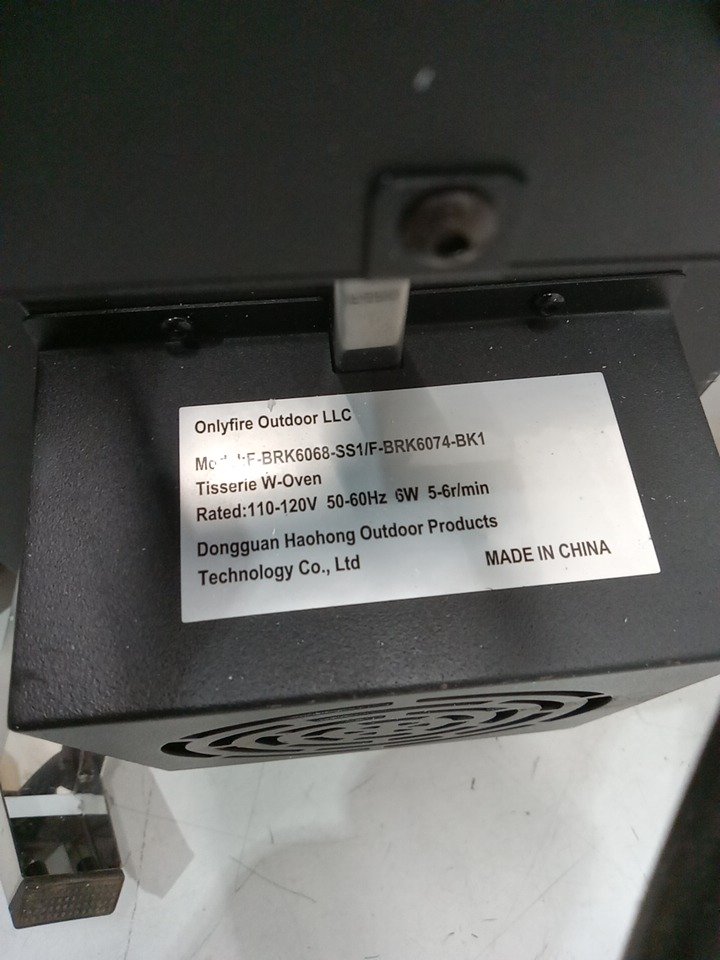 Onlyfire Outdoor LLC
F-BRK6068-SS1/F-BRK6074-BK1
Tisserie W-Oven
Rated:110-120V 50-60Hz 6W 5-6r/min
Dongguan Haohong Outdoor Products
Technology Co., Ltd
MADE IN CHINA